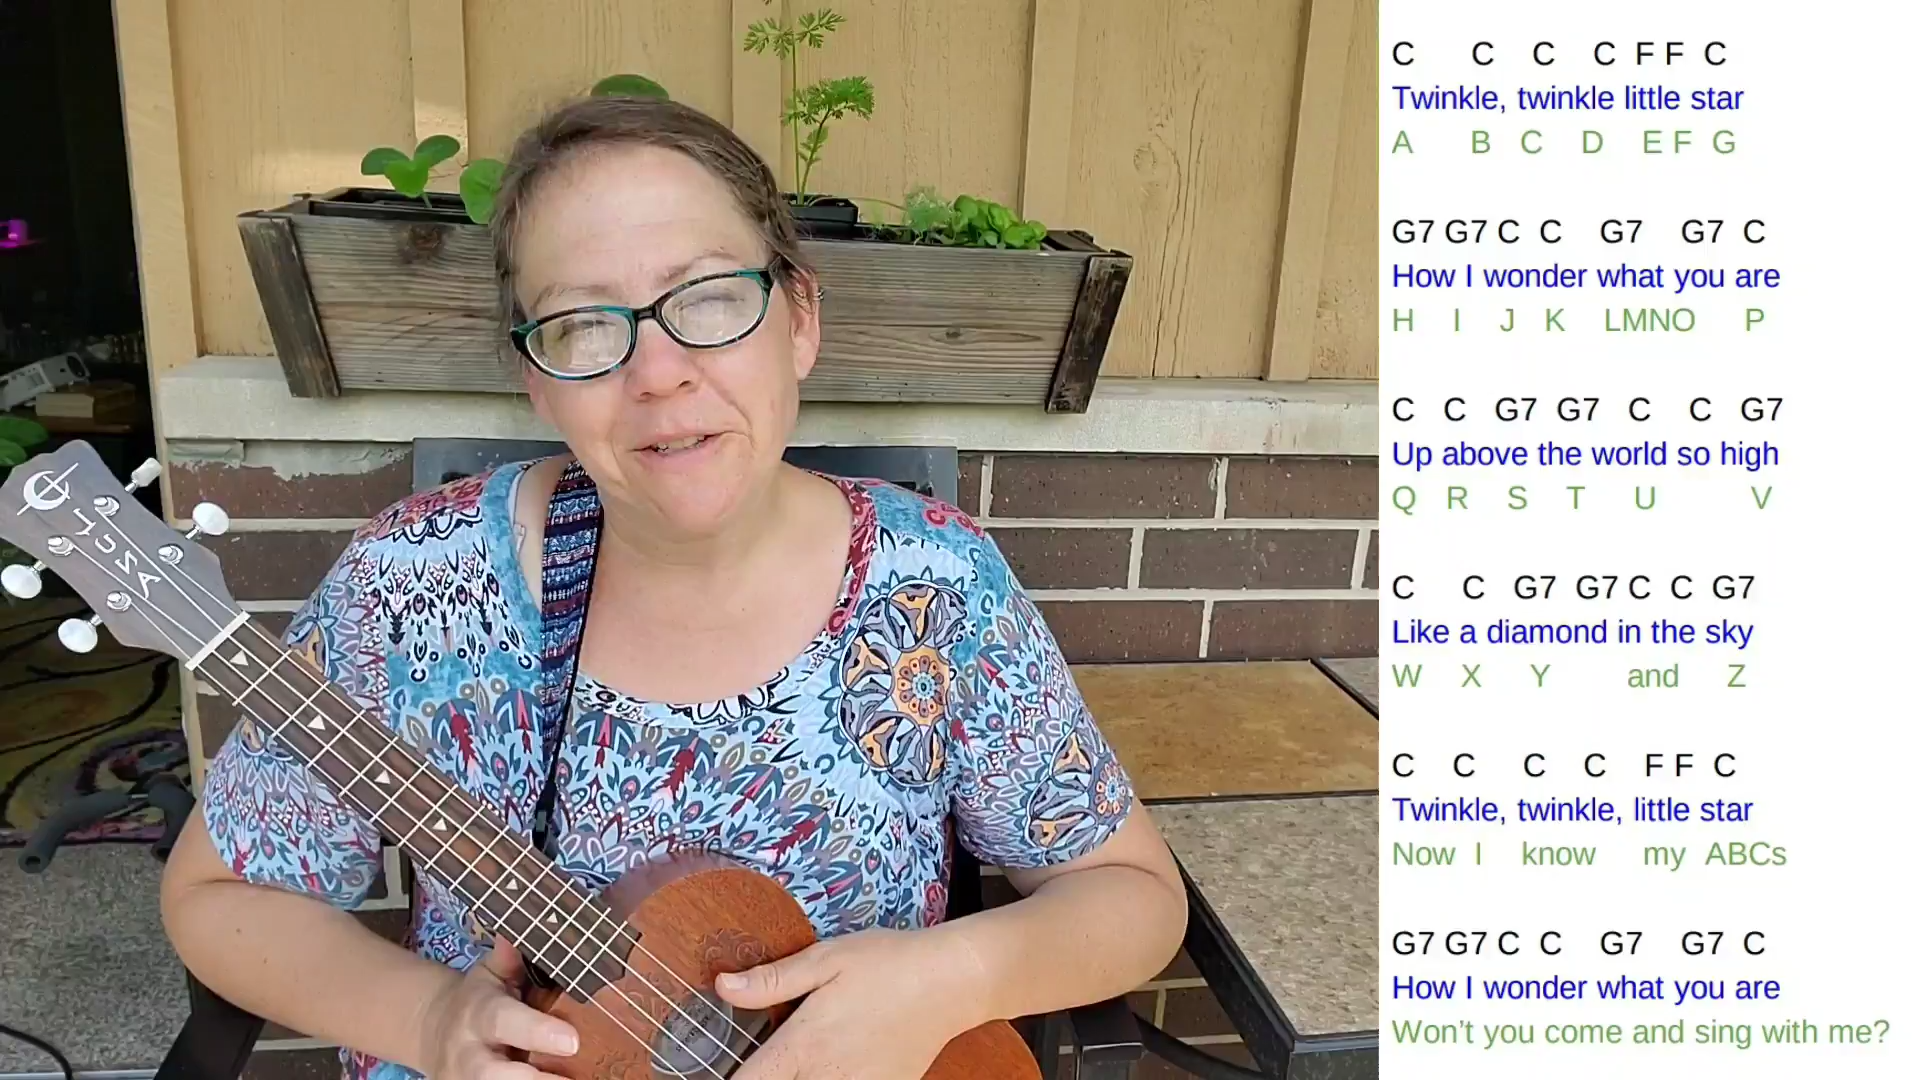 C C C C F F C
Twinkle, twinkle little star
A B C D E F G
G7 G7 C C G7 G7 C
How I wonder what you are
H I J K LMNO P
C C G7 G7 C C G7
Up above the world so high
Q R S T U V
C C G7 G7 C C G7
Like a diamond in the sky
W X Y and Z
C C C C F F C
Twinkle, twinkle, little star
Now I know my ABCs
G7 G7 C C G7 G7 C
How I wonder what you are
Won't you come and sing with me?
LUNA